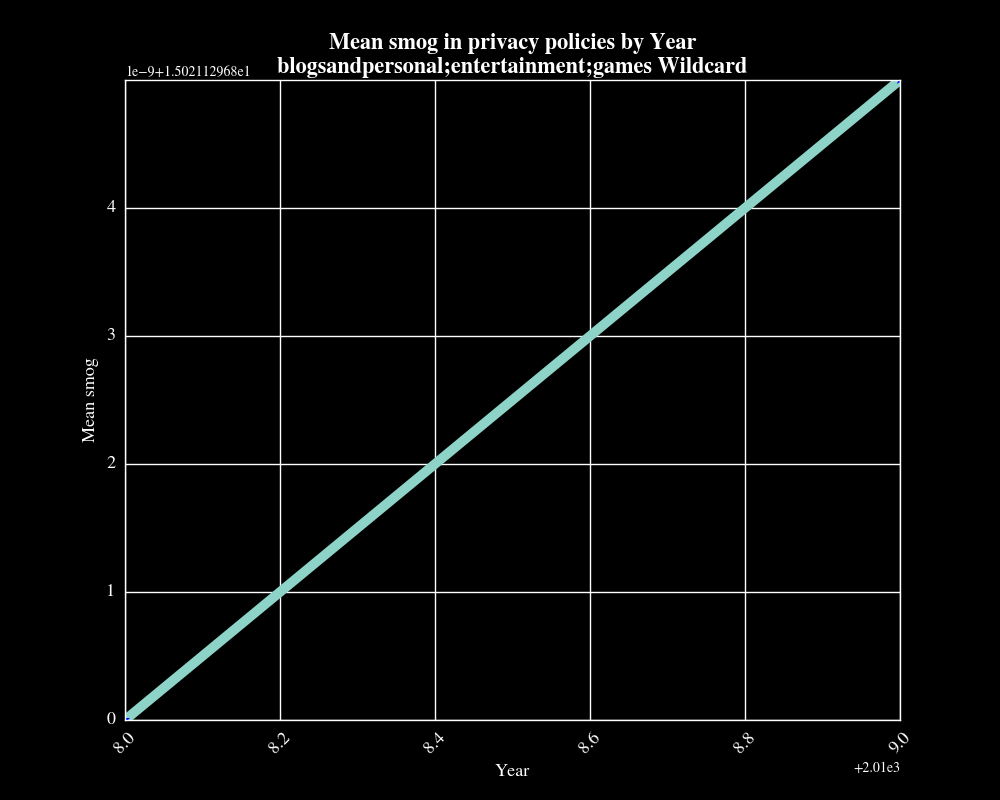 Mean smog in privacy policies by Year
blogsandpersonal;entertainment;games Wildcard
1e−9+1.502112968e1
4
3
2
1
0
Mean smog
8.0
8.2
8.4
8.6
8.8
9.0
Year
+2.01e3